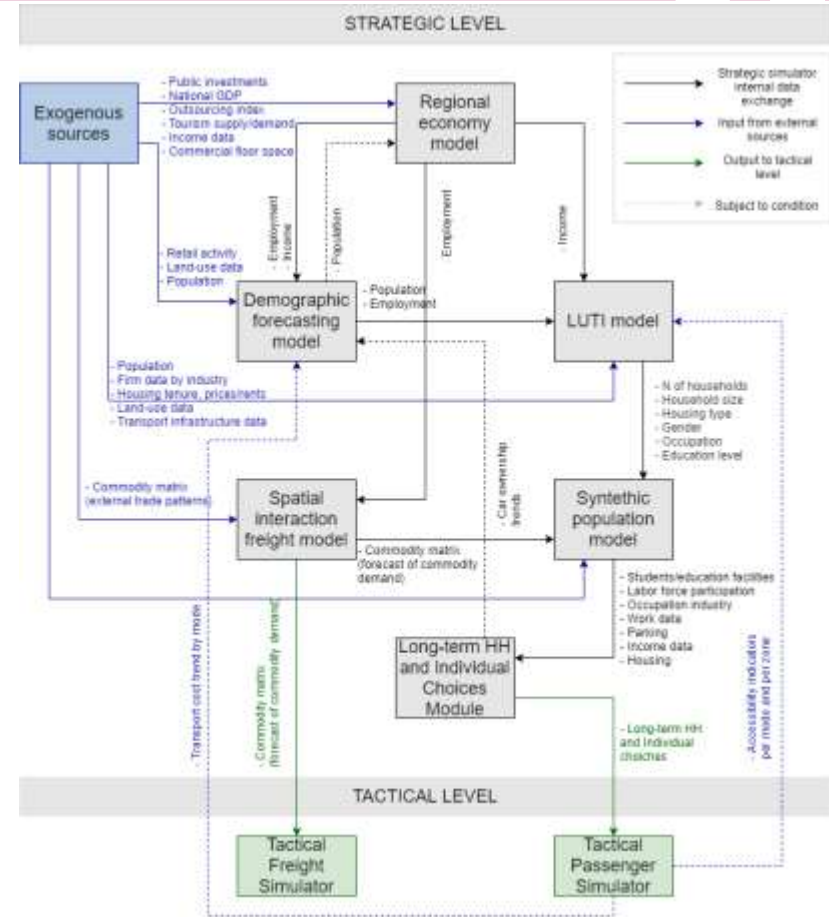 STRATEGIC LEVEL
Exogenous
sources
- Public investments
- National GDP
- Outsourcing index
- Tourism supply/demand
- Income data
- Commercial floor space
Regional
economy
model
Strategic simulator
internal data
exchange
Input from external
sources
Output to tactical
level
Subject to condition
- Employment
- Income
- Population
Employment
- Income
- Retail activity
- Land-use data
- Population
Demographic
forecasting
model
- Population
- Employment
LUTI model
- Population
- Firm data by industry
- Housing tenure, prices/rents
- Land-use data
- Transport infrastructure data
- N of households
- Household size
- Housing type
- Gender
- Occupation
- Education level
- Car ownership
trends
- Commodity matrix
(external trade patterns)
Spatial
interaction
freight model
- Commodity matrix
(forecast of commodity
demand)
Syntethic
population
model
- Students/education facilities
- Labor force participation
- Occupation industry
- Work data
- Parking
- Income data
- Housing
Long-term HH
and Individual
Choices
Module
- Transport cost trend by mode
- Commodity matrix
(forecast of commodity demand)
- Long-term HH
and Individual
choiches
- Accessibility indicators
per mode and per zone
TACTICAL LEVEL
Tactical
Freight
Simulator
Tactical
Passenger
Simulator